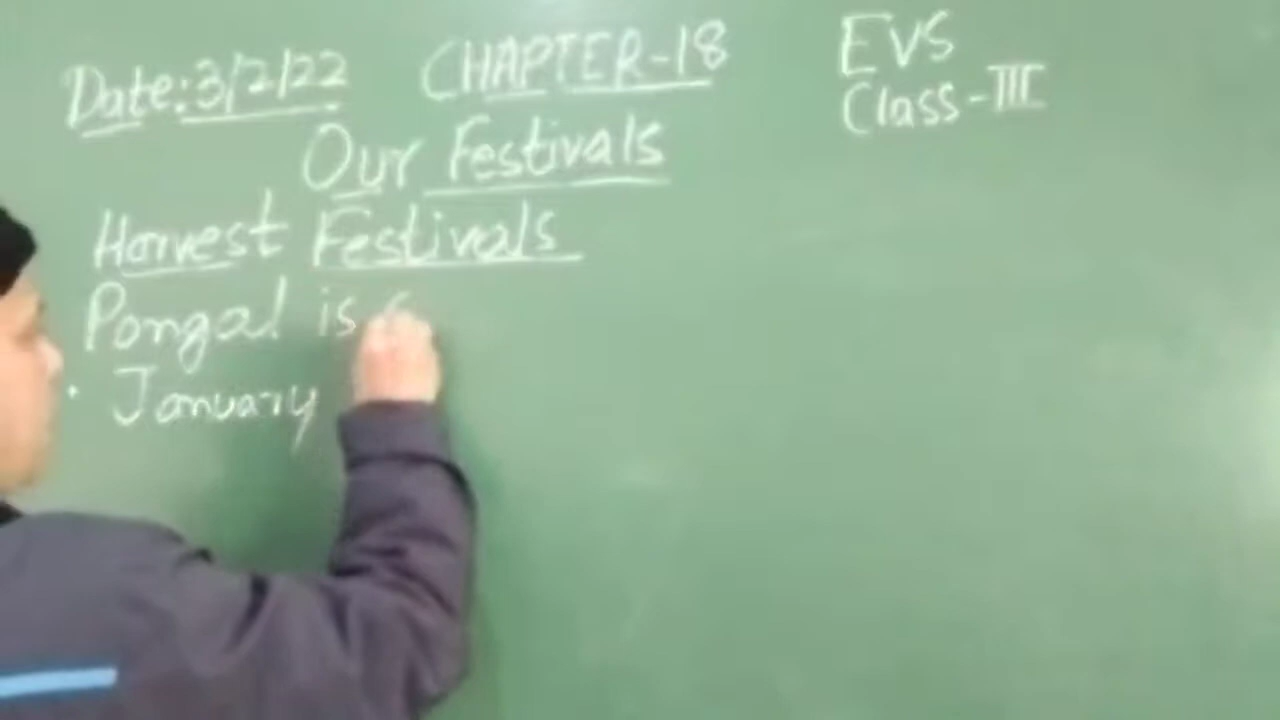 Date: 3/2/22
CHAPTER-18
EVS
Class-III
Our Festivals
Harvest Festivals
Pongal is
. January